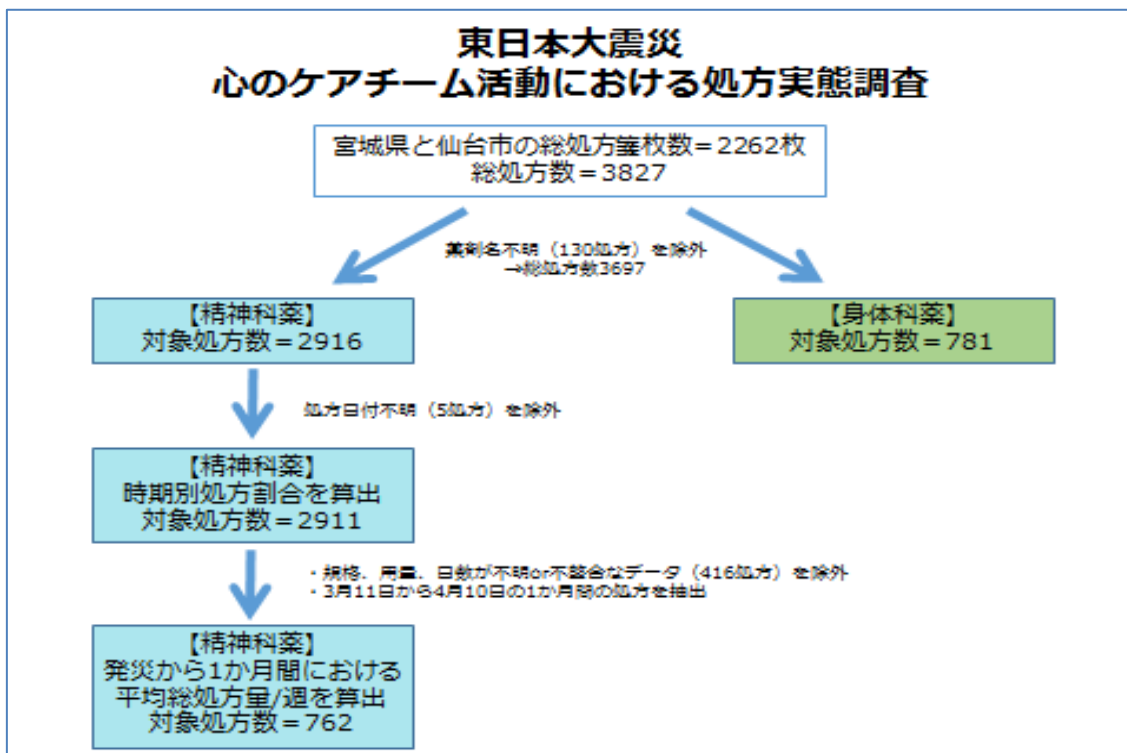 東日本大震災
心のケアチーム活動における処方実態調査
宮城県と仙台市の総処方箋枚数＝2262枚
総処方数＝3827
薬剤名不明（130処方）を除外
→総処方数3697
【精神科薬】
対象処方数＝2916
【身体科薬】
対象処方数＝781
処方日付不明（5処方）を除外
【精神科薬】
時期別処方割合を算出
対象処方数＝2911
・規格、用量、日数が不明or不整合なデータ（416処方）を除外
・3月11日から4月10日の1か月間の処方を抽出
【精神科薬】
発災から1か月間における
平均総処方量/週を算出
対象処方数＝762